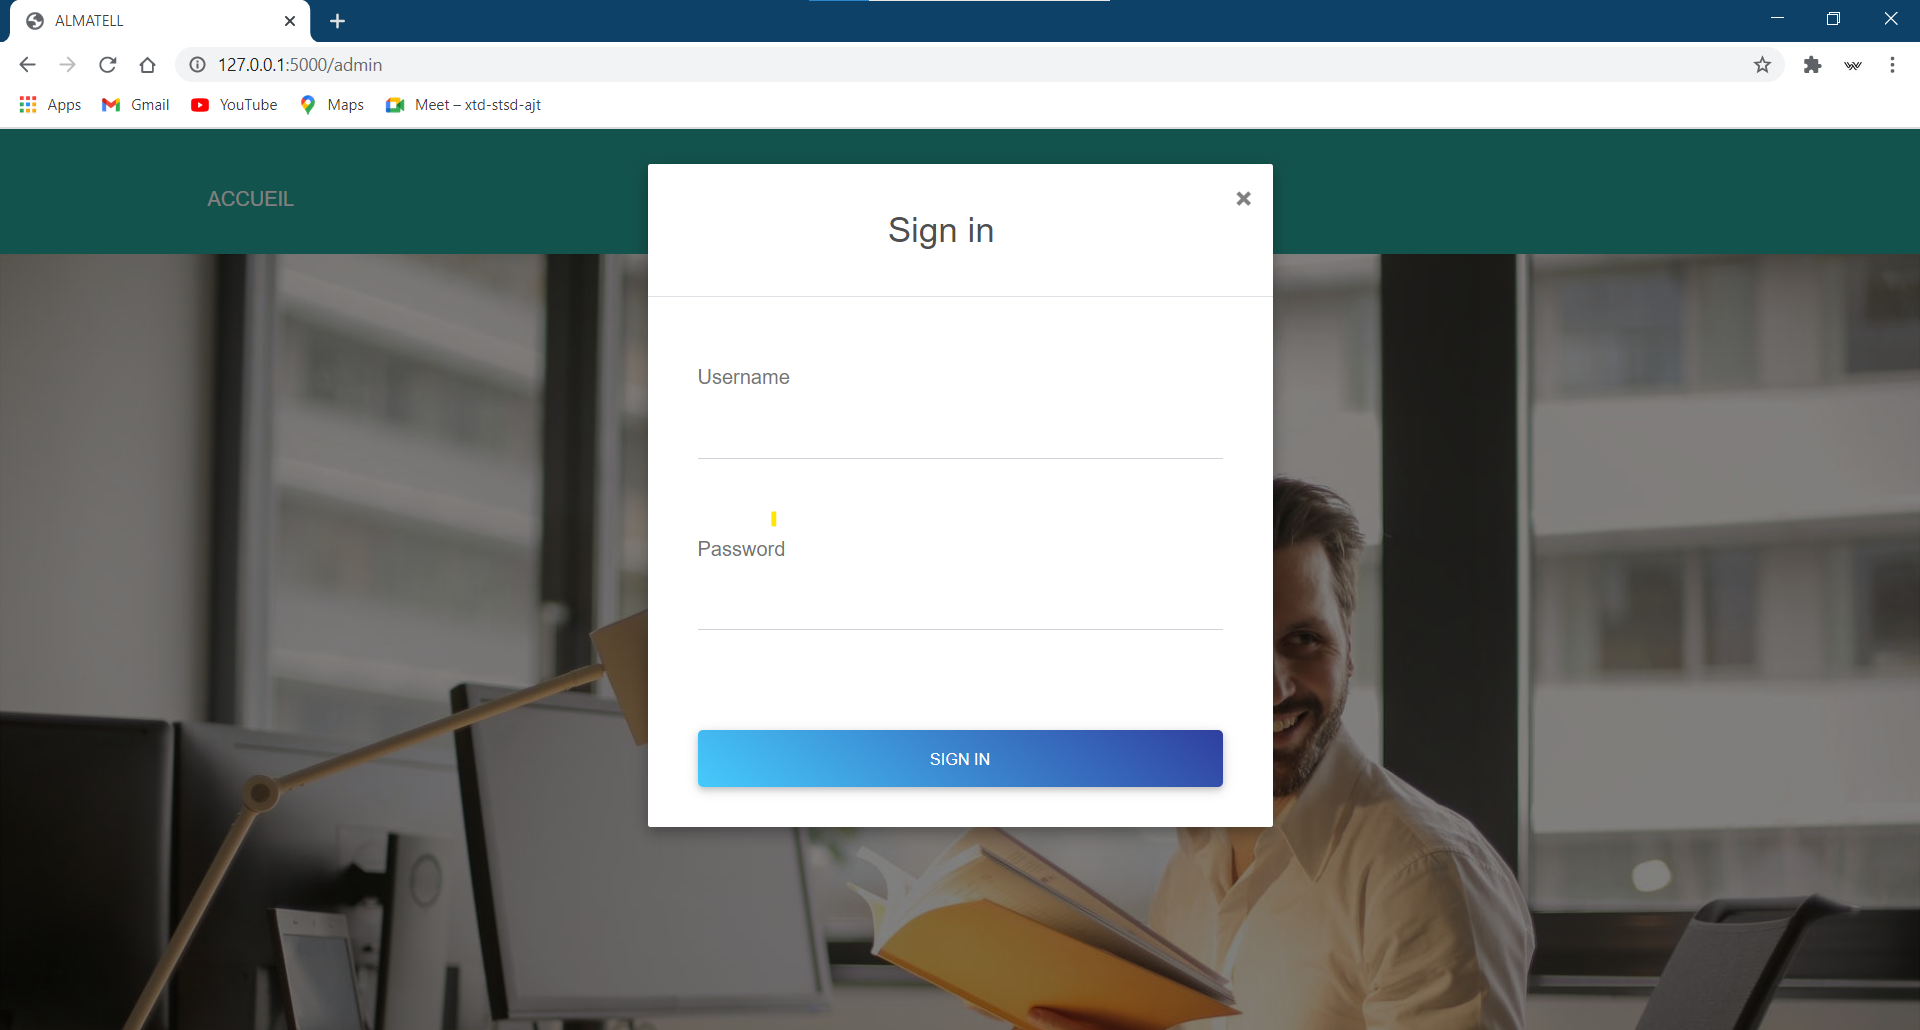 ALMATELL
127.0.0.1:5000/admin
Apps Gmail YouTube Maps Meet – xtd-stsd-ajt
ACCUEIL
Sign in
Username
Password
SIGN IN